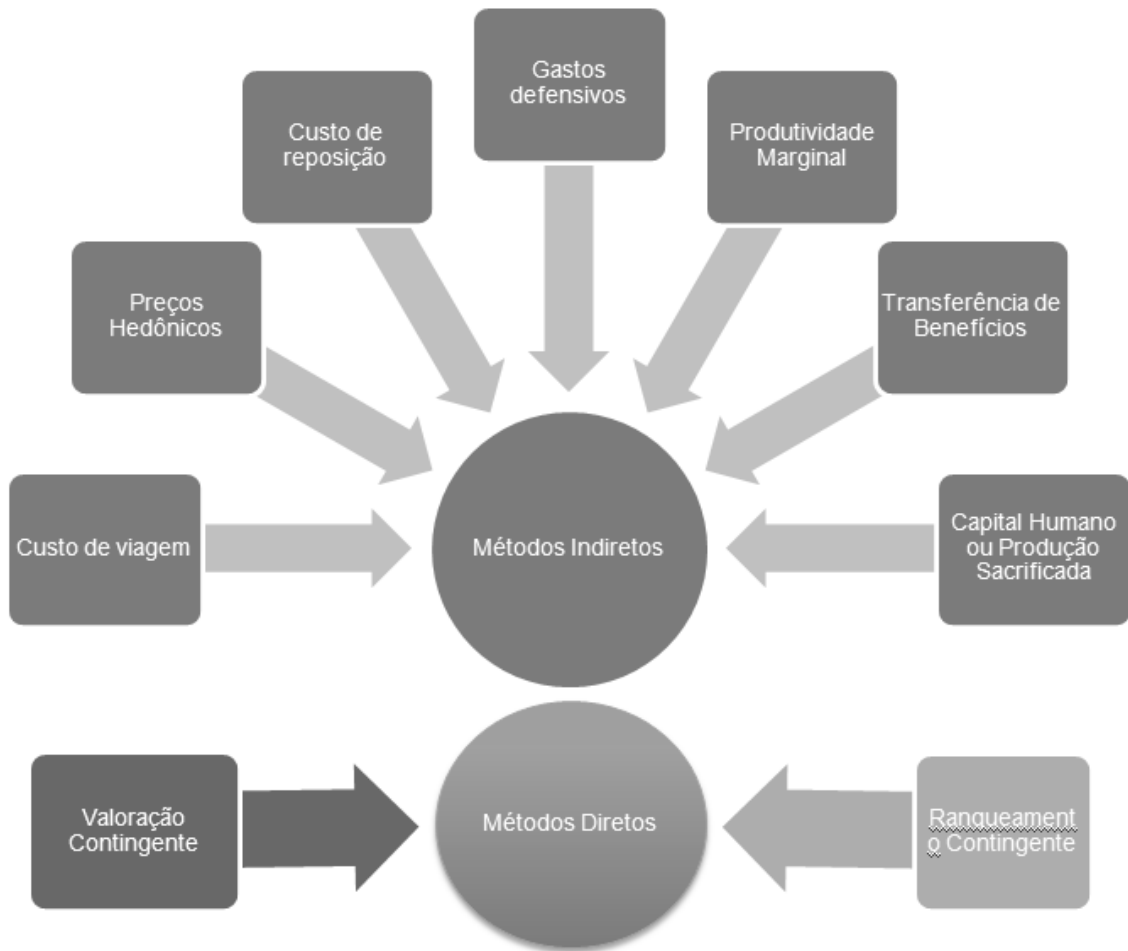 Gastos
defensivos
Custo de
reposição
Produtividade
Marginal
Preços
Hedônicos
Transferência de
Benefícios
Custo de viagem
Métodos Indiretos
Capital Humano
ou Produção
Sacrificada
Valoração
Contingente
Métodos Diretos
Ranqueament
o Contingente